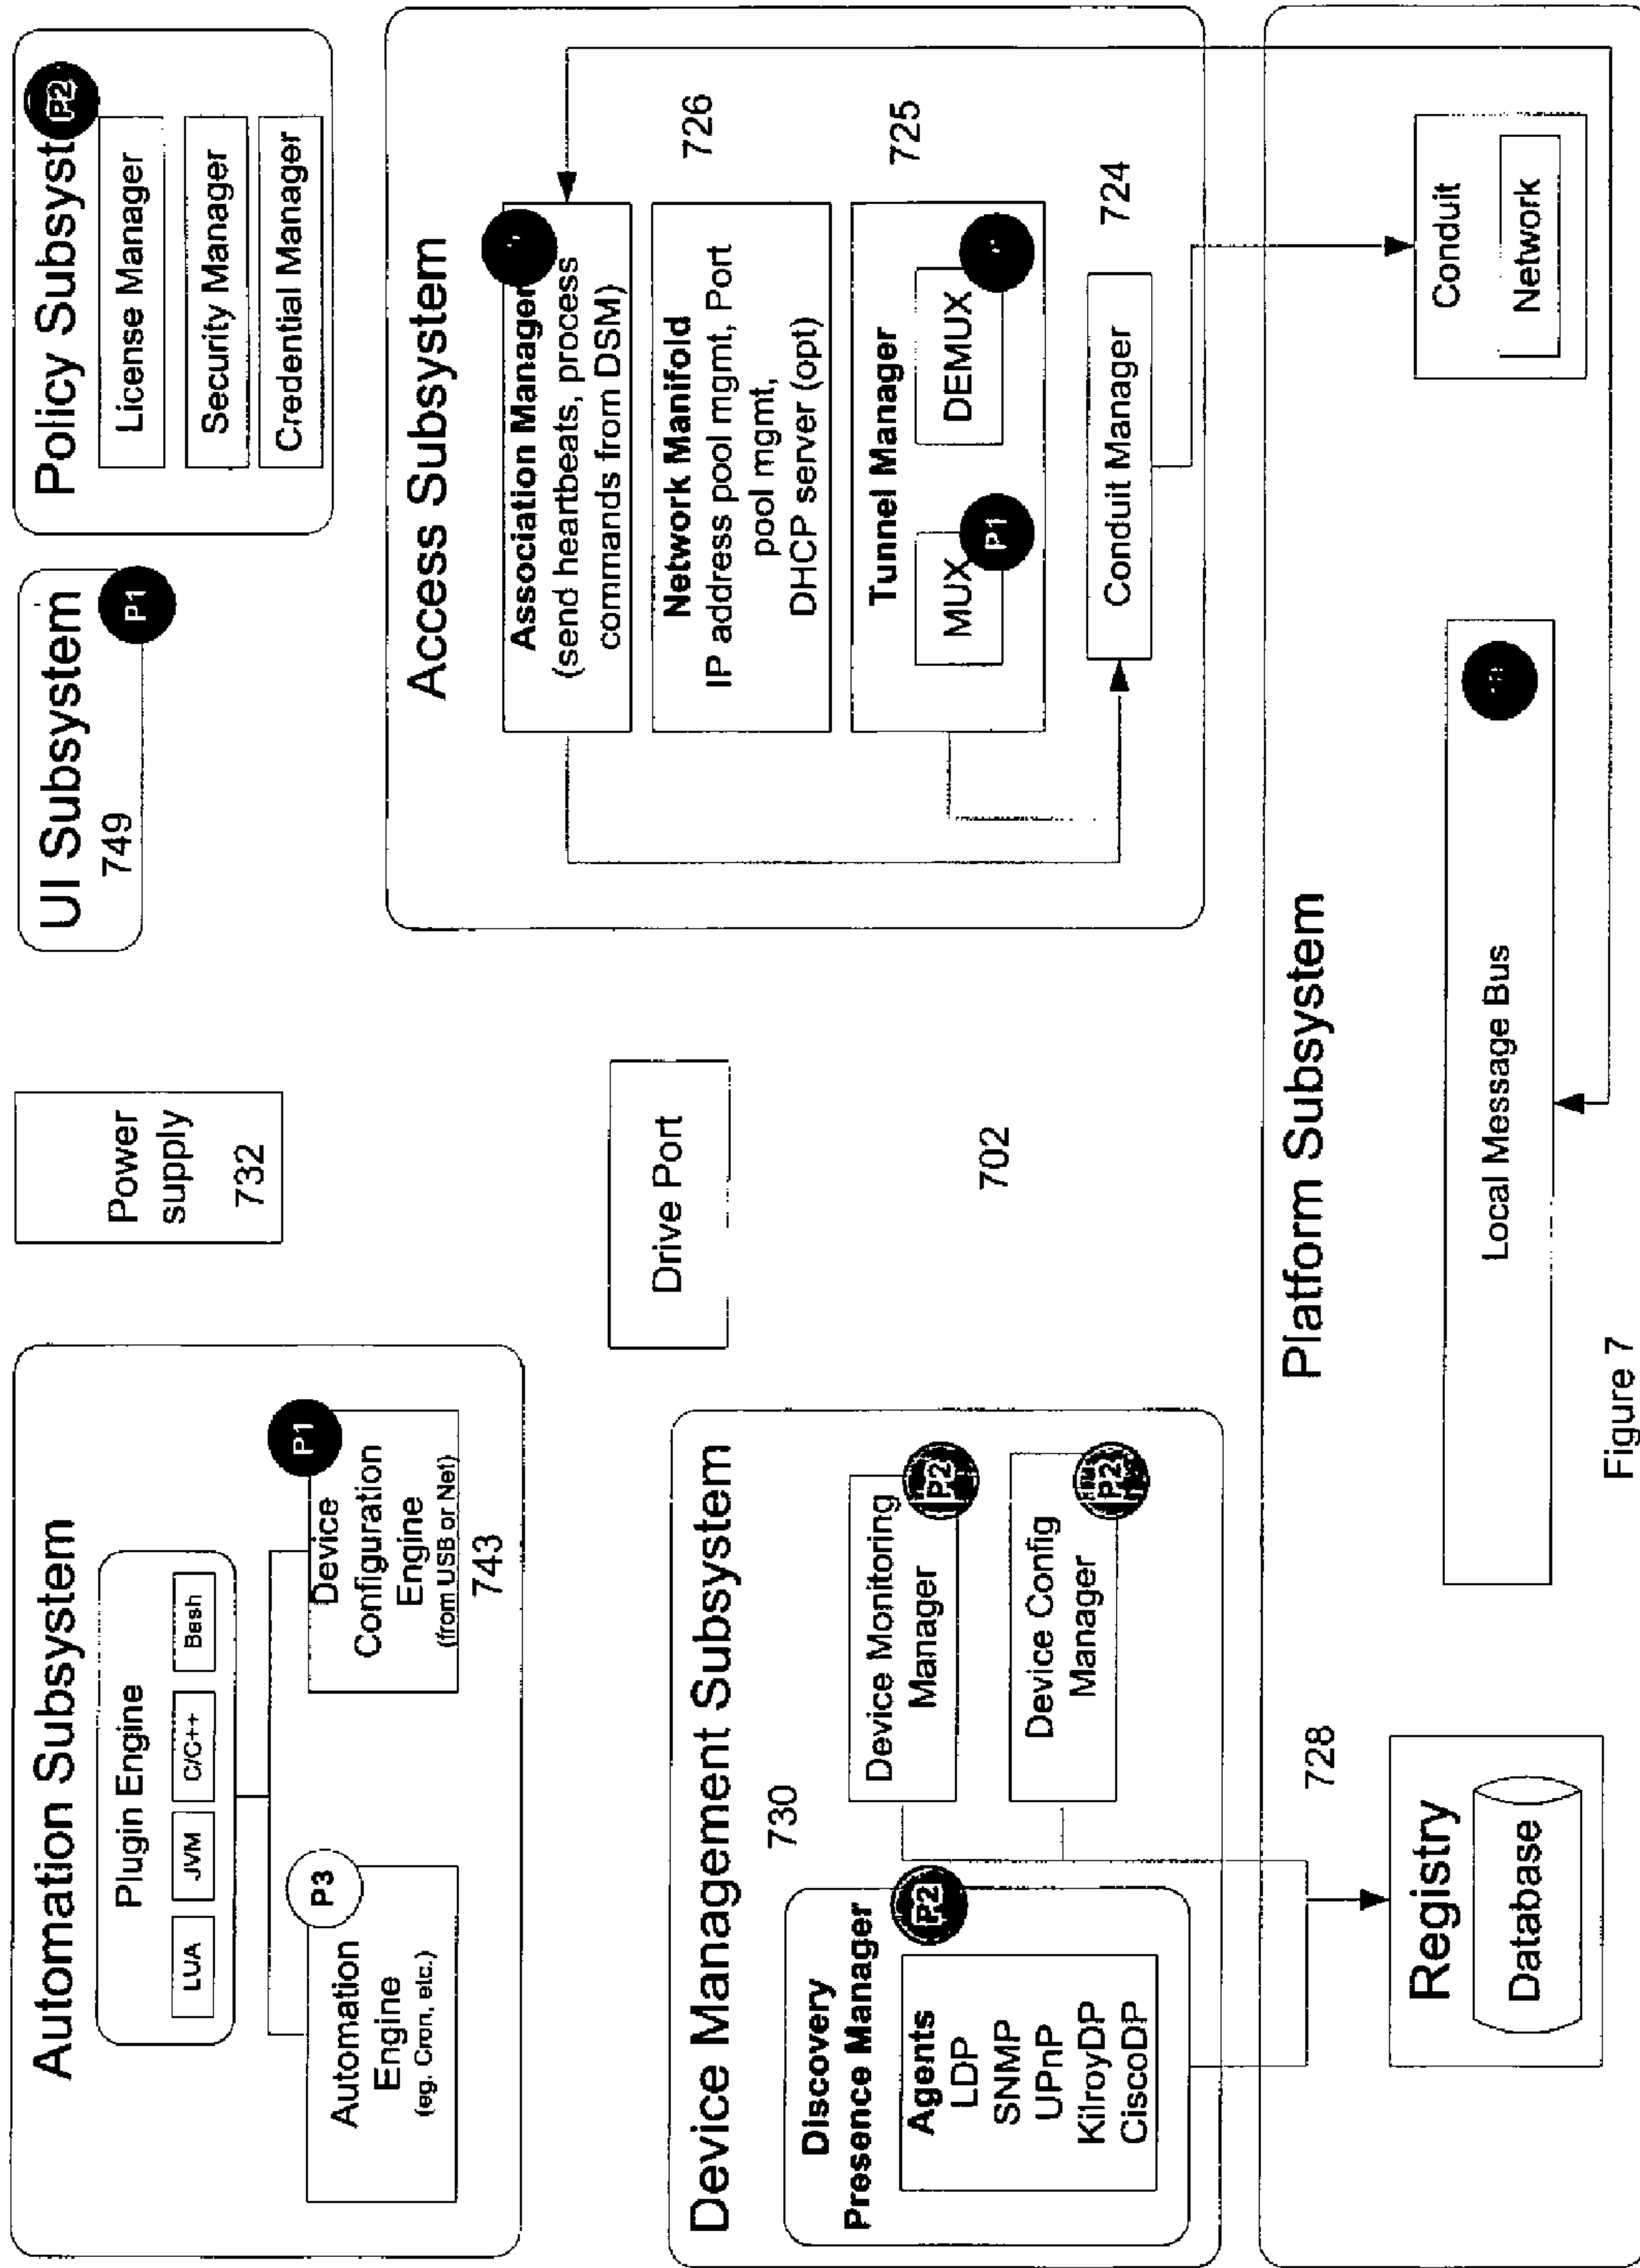 Automation Subsystem
Plugin Engine
LUA
JVM
C/C++
Bash
P3
Automation
Engine
(eg. Cron, etc.)
P1
Device
Configuration
Engine
(from USB or Net)
743
Power
supply
732
UI Subsystem
749
P1
Policy Subsyst
P2
License Manager
Security Manager
Credential Manager
Device Management Subsystem
730
Discovery
Presence Manager
P2
Agents
LDP
SNMP
UPnP
KilroyDP
CiscoDP
Device Monitoring
Manager
P2
Device Config
Manager
P2
Drive Port
702
Access Subsystem
Association Manager
(send heartbeats, process
commands from DSM)
726
Network Manifold
IP address pool mgmt, Port
pool mgmt,
DHCP server (opt)
725
Tunnel Manager
MUX
P1
DEMUX
724
Conduit Manager
Platform Subsystem
728
Registry
Database
Local Message Bus
Conduit
Network
Figure 7